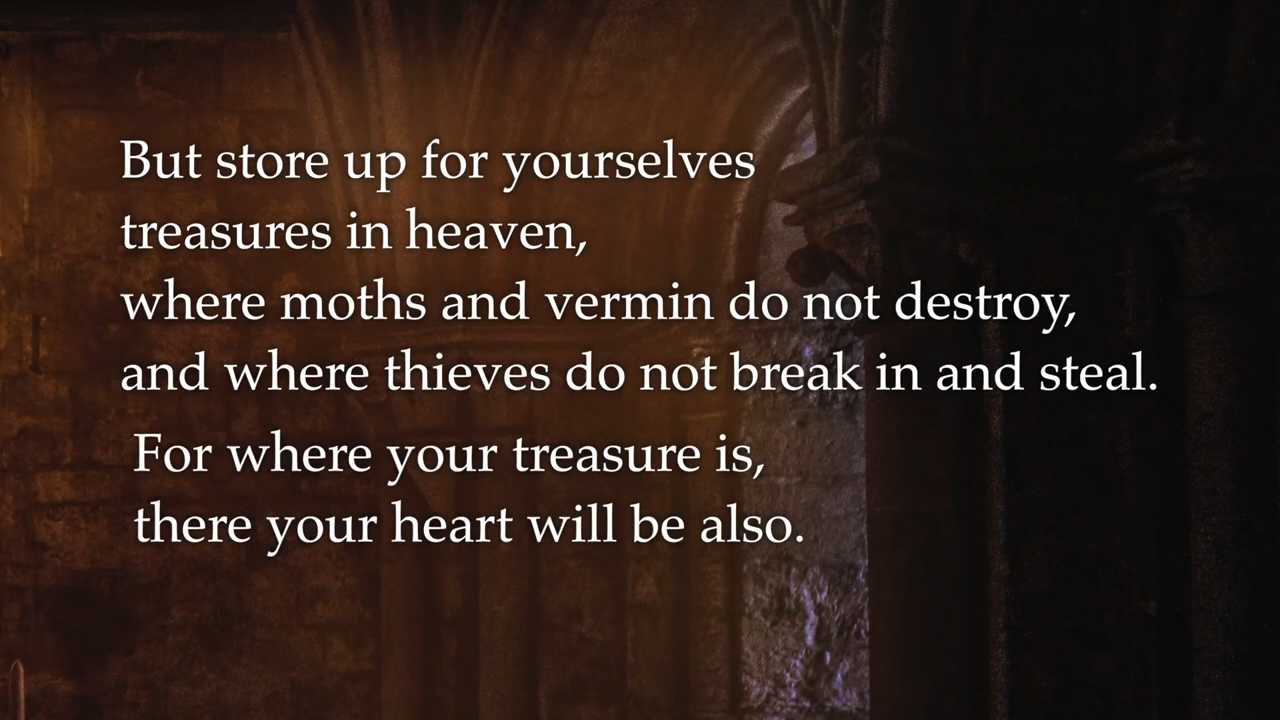 But store up for yourselves
treasures in heaven,
where moths and vermin do not destroy,
and where thieves do not break in and steal.
For where your treasure is,
there your heart will be also.